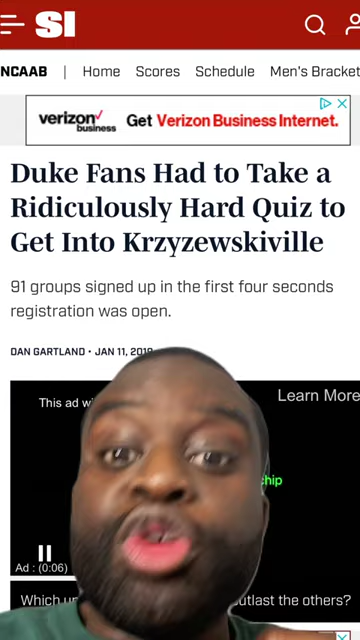 SI
NCAAB | Home Scores Schedule Men's Bracket
verizon✓ business Get Verizon Business Internet.
Duke Fans Had to Take a
Ridiculously Hard Quiz to
Get Into Krzyzewskiville
91 groups signed up in the first four seconds
registration was open.
DAN GARTLAND • JAN 11, 2019
Learn More
This ad
Ad : (0:06)
Which
outlast the others?